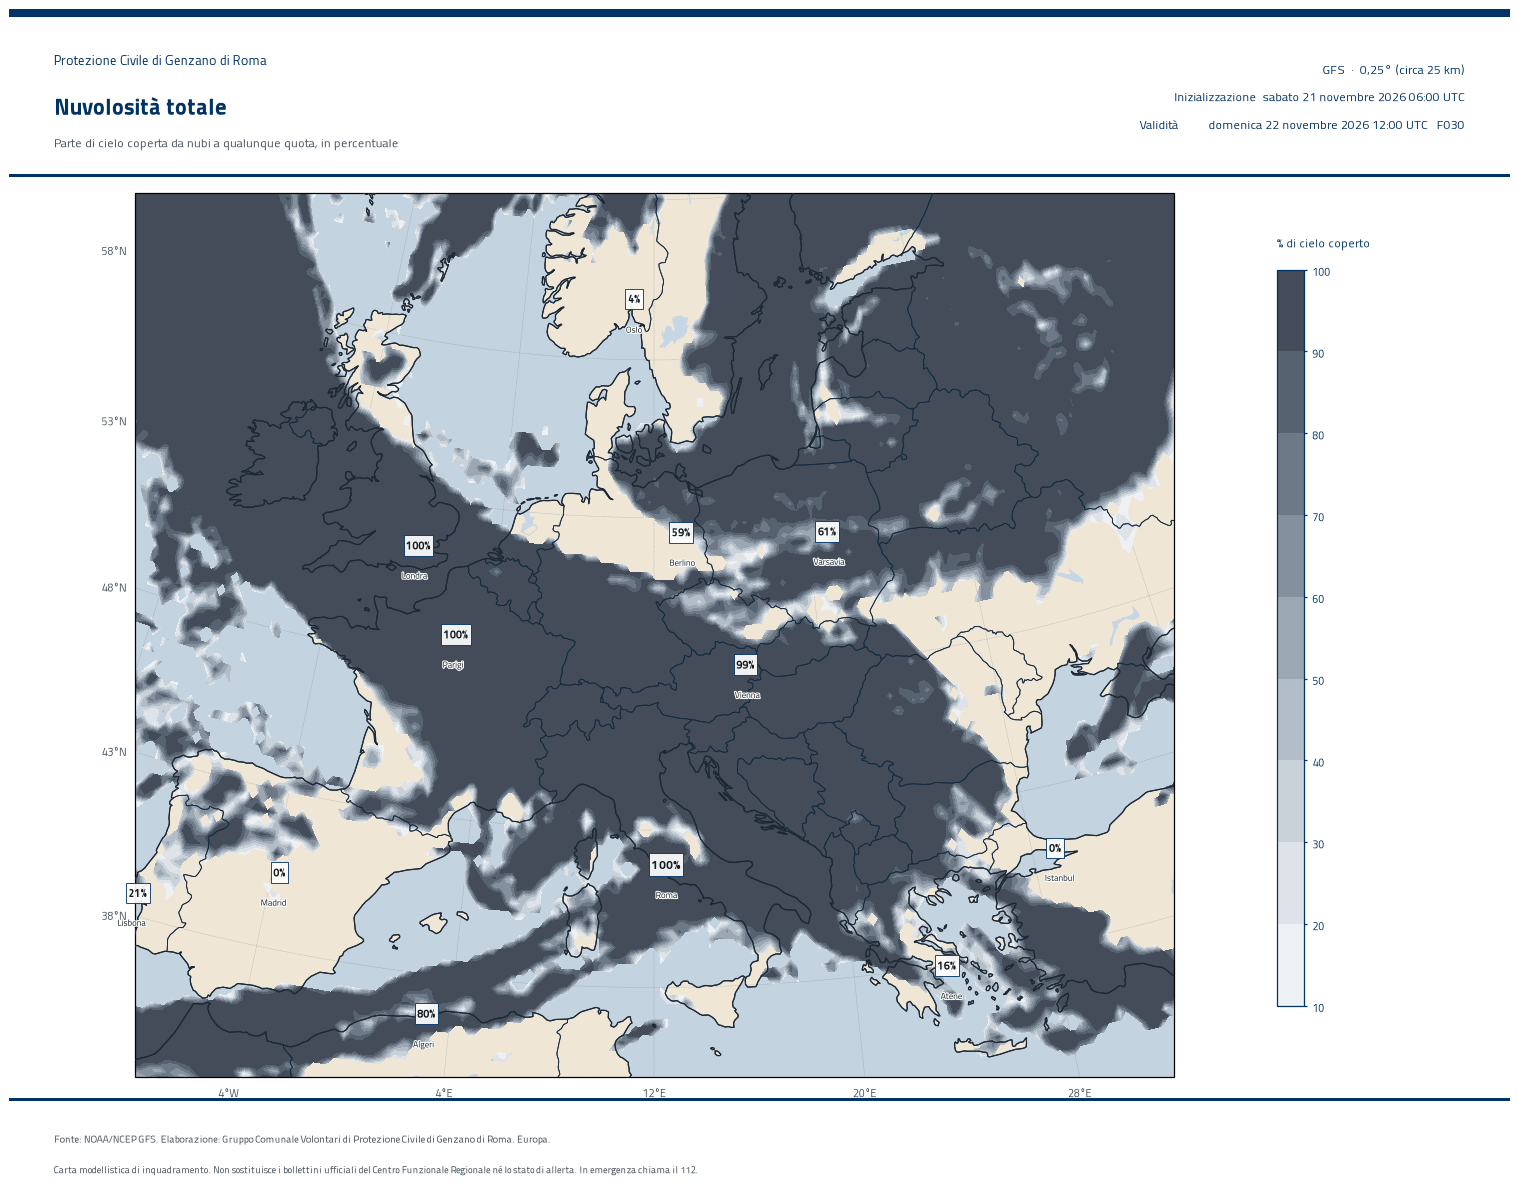 Protezione Civile di Genzano di Roma
Nuvolosità totale
Parte di cielo coperta da nubi a qualunque quota, in percentuale
GFS · 0,25° (circa 25 km)
Inizializzazione sabato 21 novembre 2026 06:00 UTC
Validità domenica 22 novembre 2026 12:00 UTC F030
58°N
53°N
48°N
43°N
38°N
4°W
4°E
12°E
20°E
28°E
4%
Oslo
59%
Berlino
61%
Varsavia
100%
Londra
100%
Parigi
99%
Vienna
0%
Istanbul
100%
Roma
0%
Madrid
21%
Lisbona
16%
Atene
80%
Algeri
% di cielo coperto
100
90
80
70
60
50
40
30
20
10
Fonte: NOAA/NCEP GFS. Elaborazione: Gruppo Comunale Volontari di Protezione Civile di Genzano di Roma. Europa.
Carta modellistica di inquadramento. Non sostituisce i bollettini ufficiali del Centro Funzionale Regionale né lo stato di allerta. In emergenza chiama il 112.